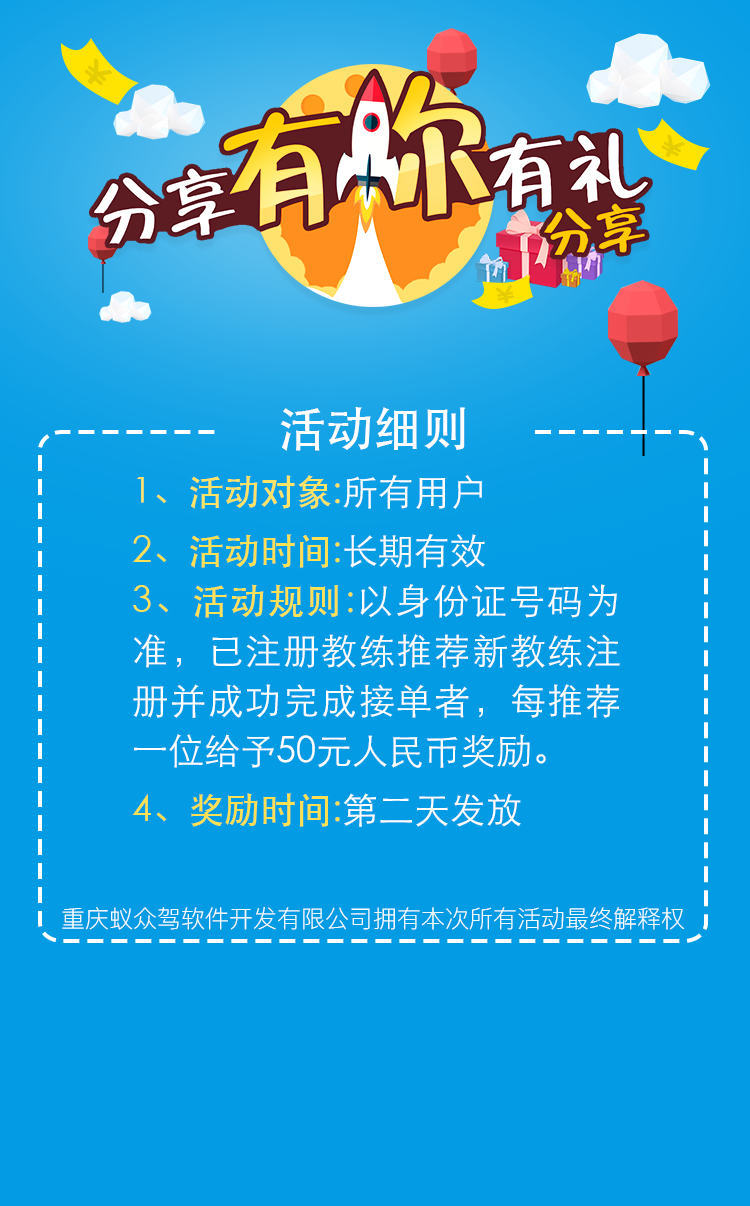 分享有你有礼
分享
活动细则
1、活动对象:所有用户
2、活动时间:长期有效
3、活动规则:以身份证号码为
准，已注册教练推荐新教练注
册并成功完成接单者，每推荐
一位给予50元人民币奖励。
4、奖励时间:第二天发放
重庆蚁众驾软件开发有限公司拥有本次所有活动最终解释权